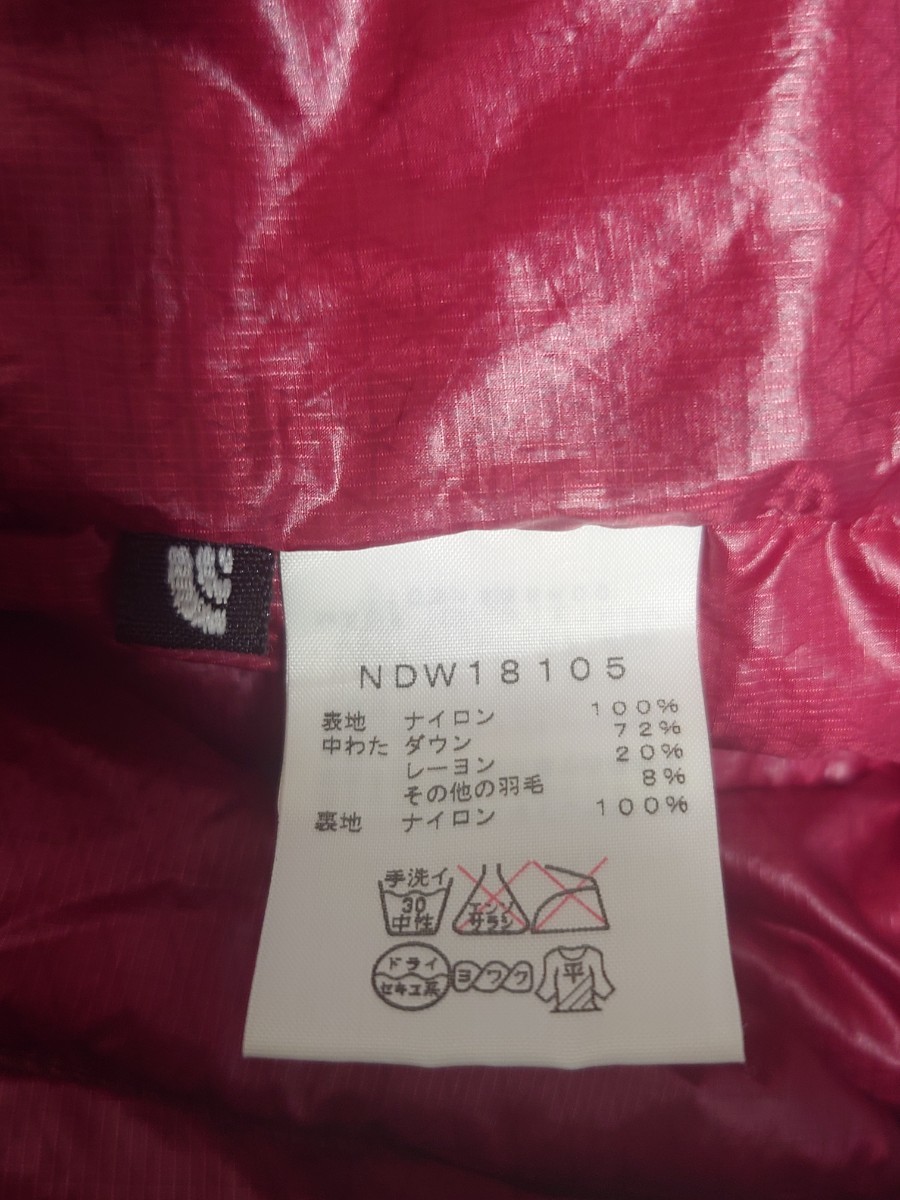 NDW18105
表地 ナイロン 100%
中わた ダウン 72%
レーヨン 20%
その他の羽毛 8%
裏地 ナイロン 100%
手洗イ
30
中性
エンソ
サラシ
ドライ
セキユ系
ヨワク
平